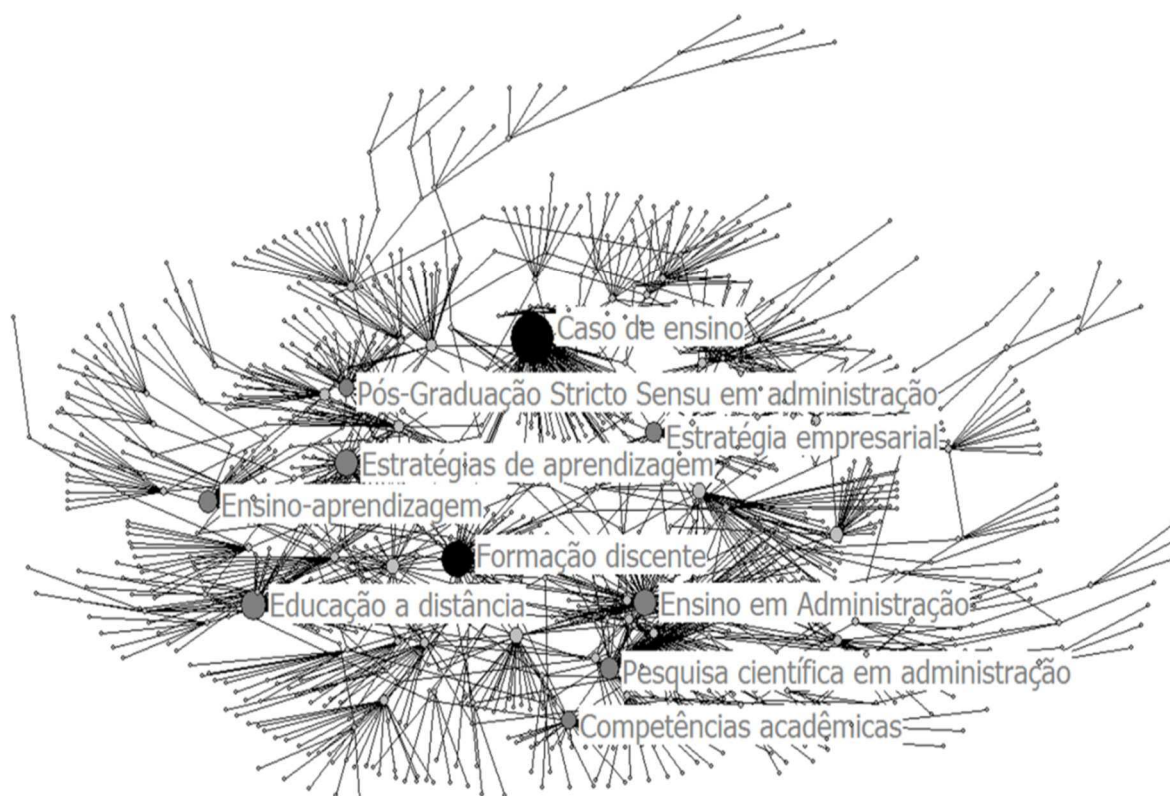 Caso de ensino
Pós-Graduação Stricto Sensu em administração
Estratégia empresarial
Estratégias de aprendizagem
Ensino-aprendizagem
Formação discente
Educação a distância
Ensino em Administração
Pesquisa científica em administração
Competências acadêmicas